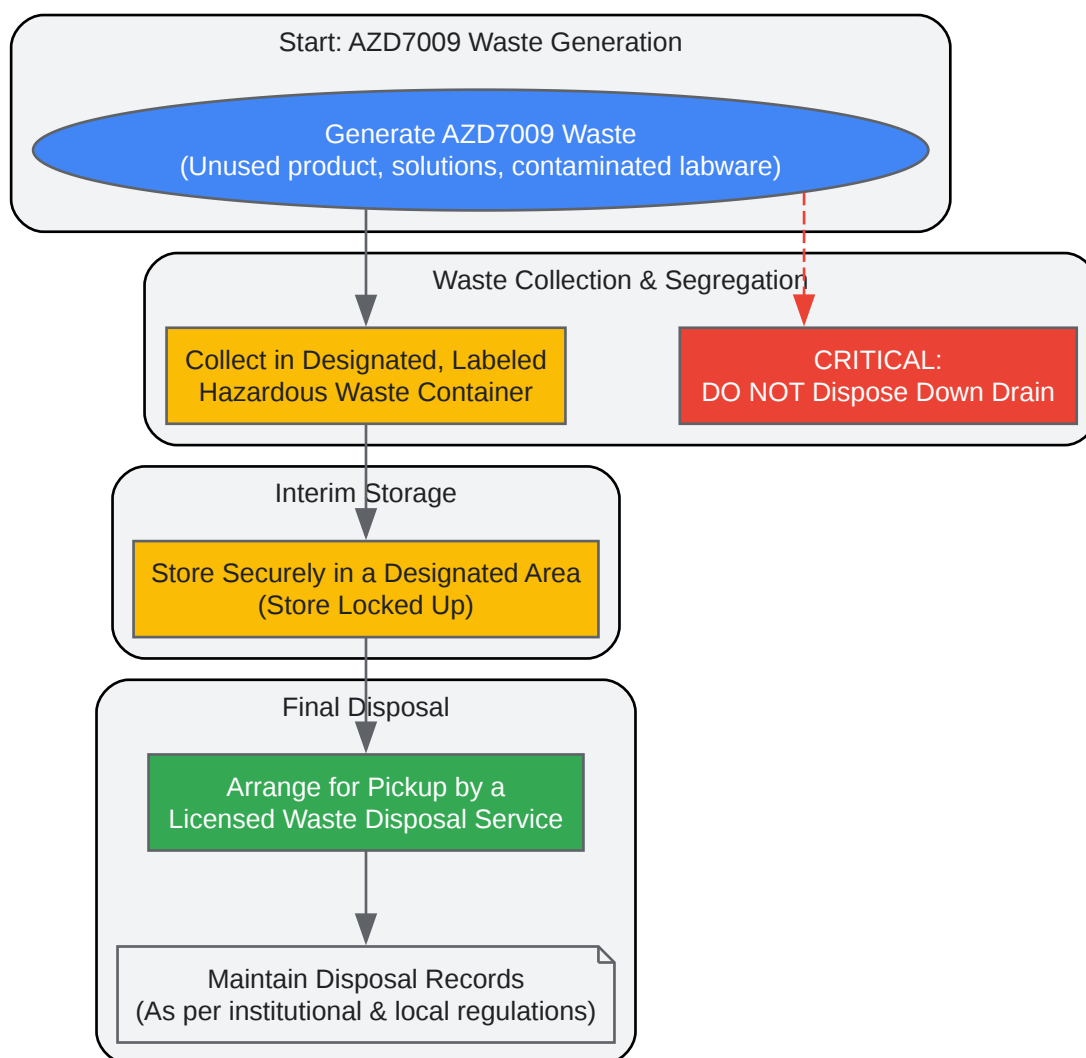 Start: AZD7009 Waste Generation
Generate AZD7009 Waste
(Unused product, solutions, contaminated labware)
Waste Collection & Segregation
Collect in Designated, Labeled
Hazardous Waste Container
CRITICAL:
DO NOT Dispose Down Drain
Interim Storage
Store Securely in a Designated Area
(Store Locked Up)
Final Disposal
Arrange for Pickup by a
Licensed Waste Disposal Service
Maintain Disposal Records
(As per institutional & local regulations)